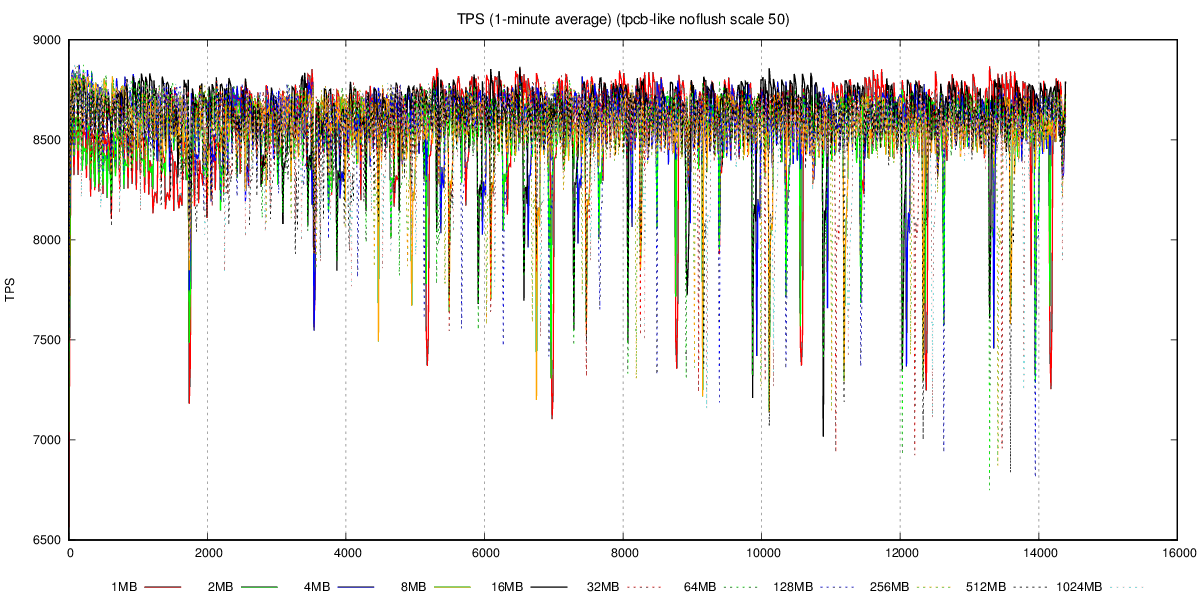 TPS (1-minute average) (tpcb-like noflush scale 50)
9000
8500
8000
7500
7000
6500
TPS
0 2000 4000 6000 8000 10000 12000 14000 16000
1MB 2MB 4MB 8MB 16MB 32MB 64MB 128MB 256MB 512MB 1024MB